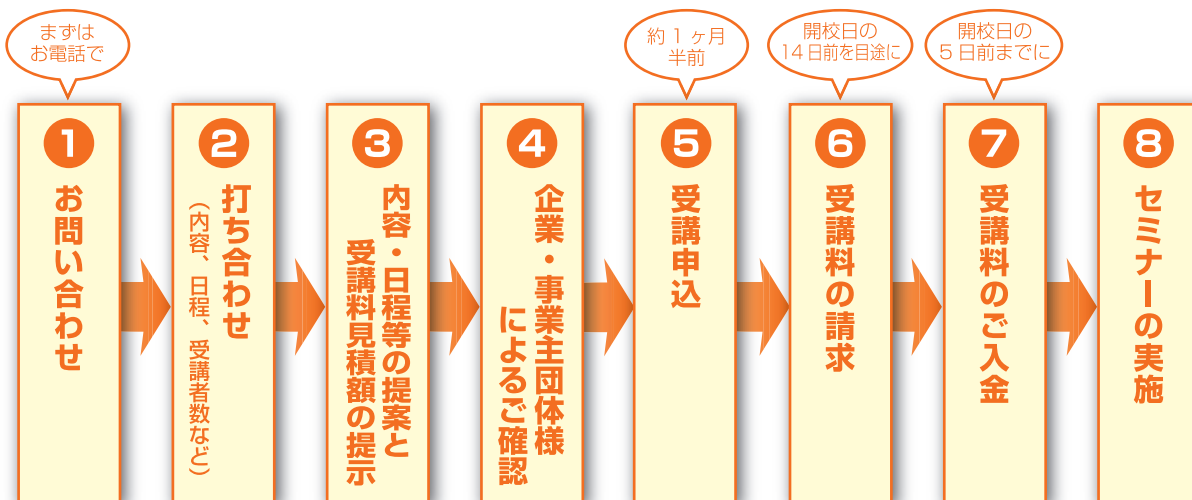 まずは
お電話で
1
お問い合わせ
2
打ち合わせ
（内容、日程、受講者数など）
3
内容・日程等の提案と
受講料見積額の提示
4
企業・事業主団体様
によるご確認
約1ヶ月
半前
5
受講申込
開校日の
14日前を目途に
6
受講料の請求
開校日の
5日前までに
7
受講料のご入金
8
セミナーの実施